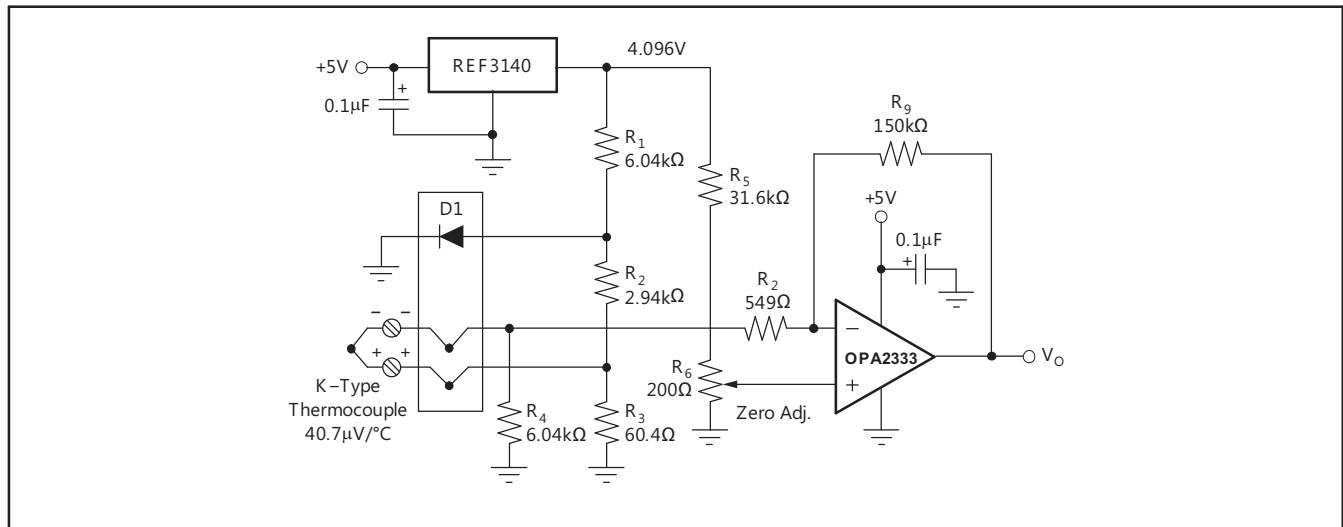 4.096V
+5V
REF3140
+
0.1μF
R1
6.04kΩ
R5
31.6kΩ
R9
150kΩ
+5V
0.1μF
+
D1
R2
2.94kΩ
R2
549Ω
− −
+ +
K−Type
Thermocouple
40.7μV/°C
R4
6.04kΩ
R3
60.4Ω
R6
200Ω
Zero Adj.
−
OPA2333
+
VO